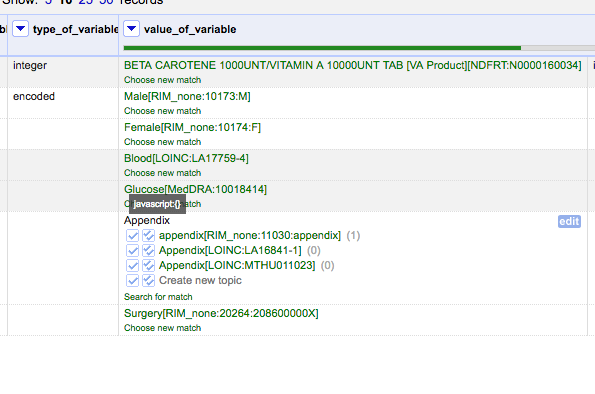 Show: 5 10 25 50 records
type_of_variable
value_of_variable
integer
BETA CAROTENE 1000UNT/VITAMIN A 10000UNT TAB [VA Product][NDFRT:N0000160034]
Choose new match
encoded
Male[RIM_none:10173:M]
Choose new match
Female[RIM_none:10174:F]
Choose new match
Blood[LOINC:LA17759-4]
Choose new match
Glucose[MedDRA:10018414]
javascript:{}
Appendix
edit
appendix[RIM_none:11030:appendix] (1)
Appendix[LOINC:LA16841-1] (0)
Appendix[LOINC:MTHU011023] (0)
Create new topic
Search for match
Surgery[RIM_none:20264:208600000X]
Choose new match